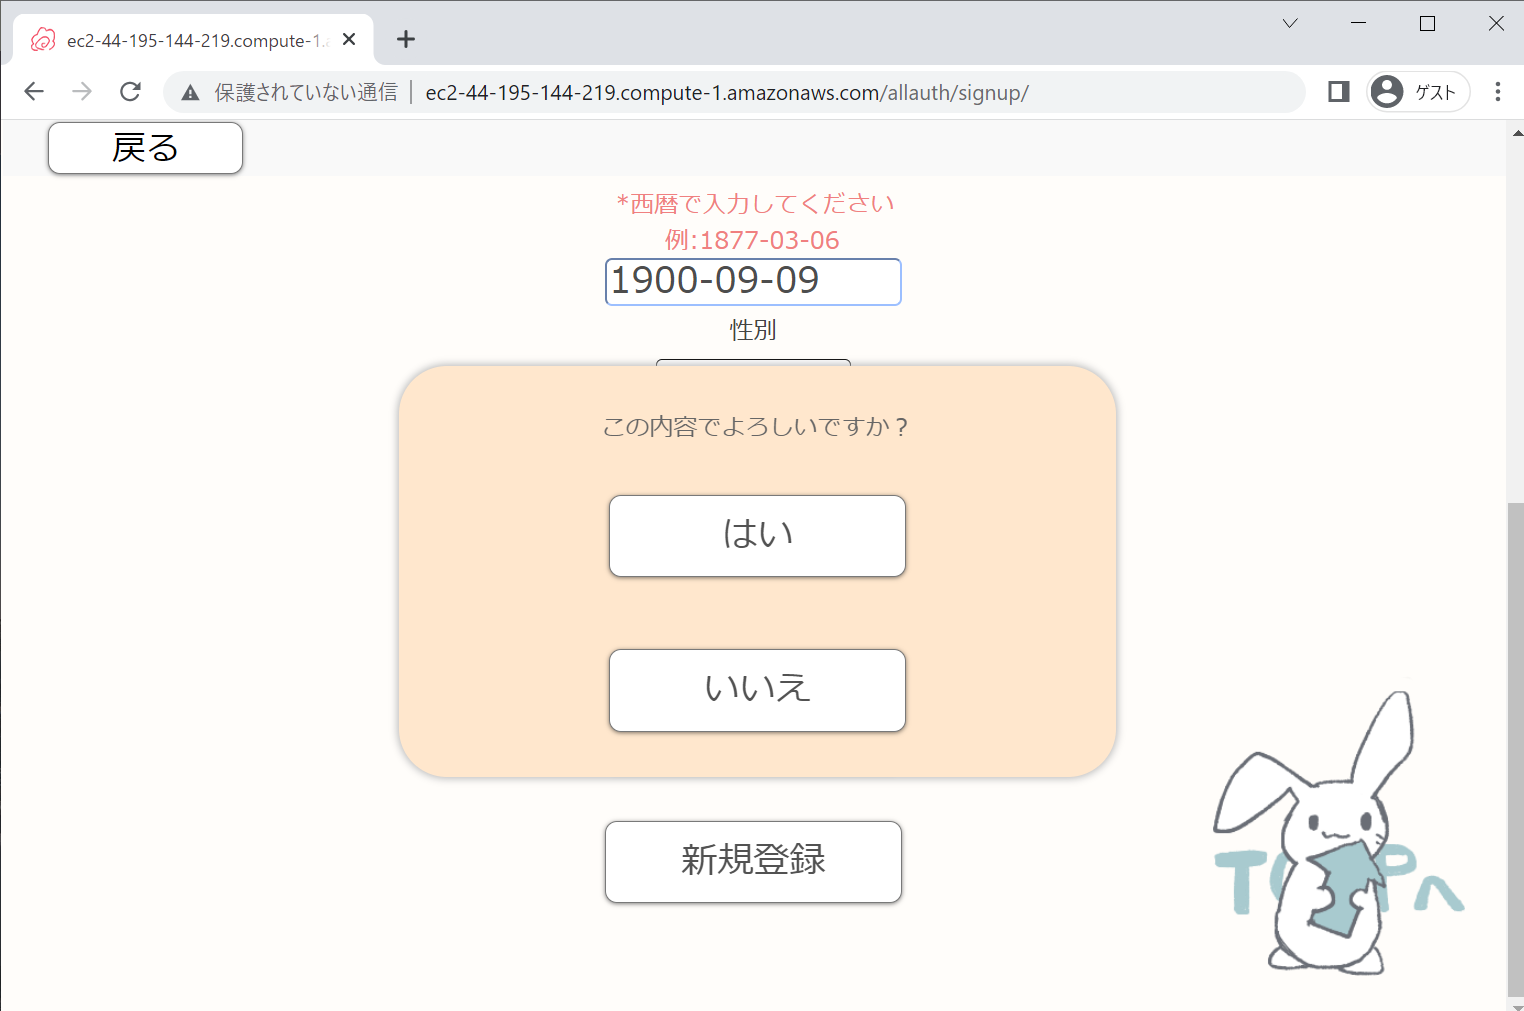 ec2-44-195-144-219.compute-1.a
保護されていない通信
ec2-44-195-144-219.compute-1.amazonaws.com/allauth/signup/
ゲスト
戻る
*西暦で入力してください
例:1877-03-06
1900-09-09
性別
この内容でよろしいですか？
はい
いいえ
新規登録